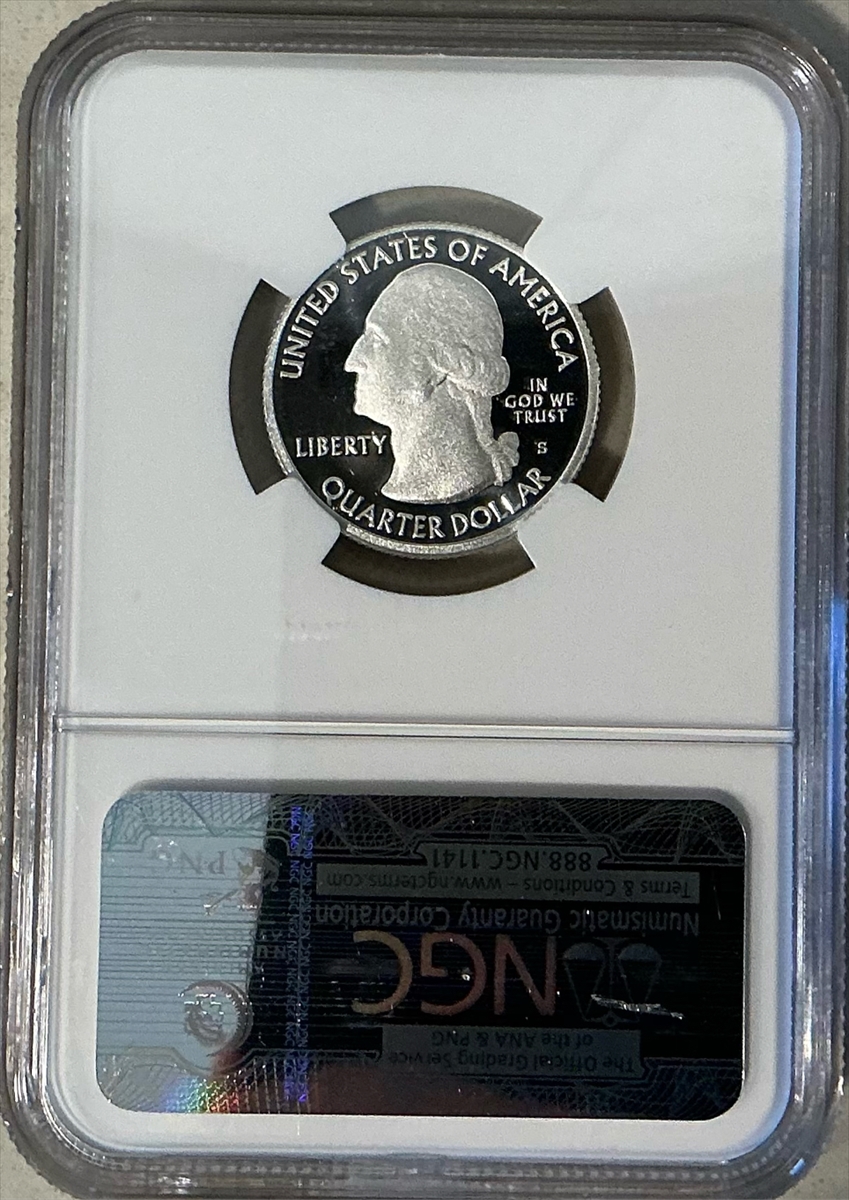 UNITED STATES OF AMERICA
IN
GOD WE
TRUST
LIBERTY
S
QUARTER DOLLAR
The Official Grading Service
of the ANA & PNG
NGC
Numismatic Guaranty Corporation
Terms & Conditions – www.ngcterms.com
888.NGC.1141
PNG